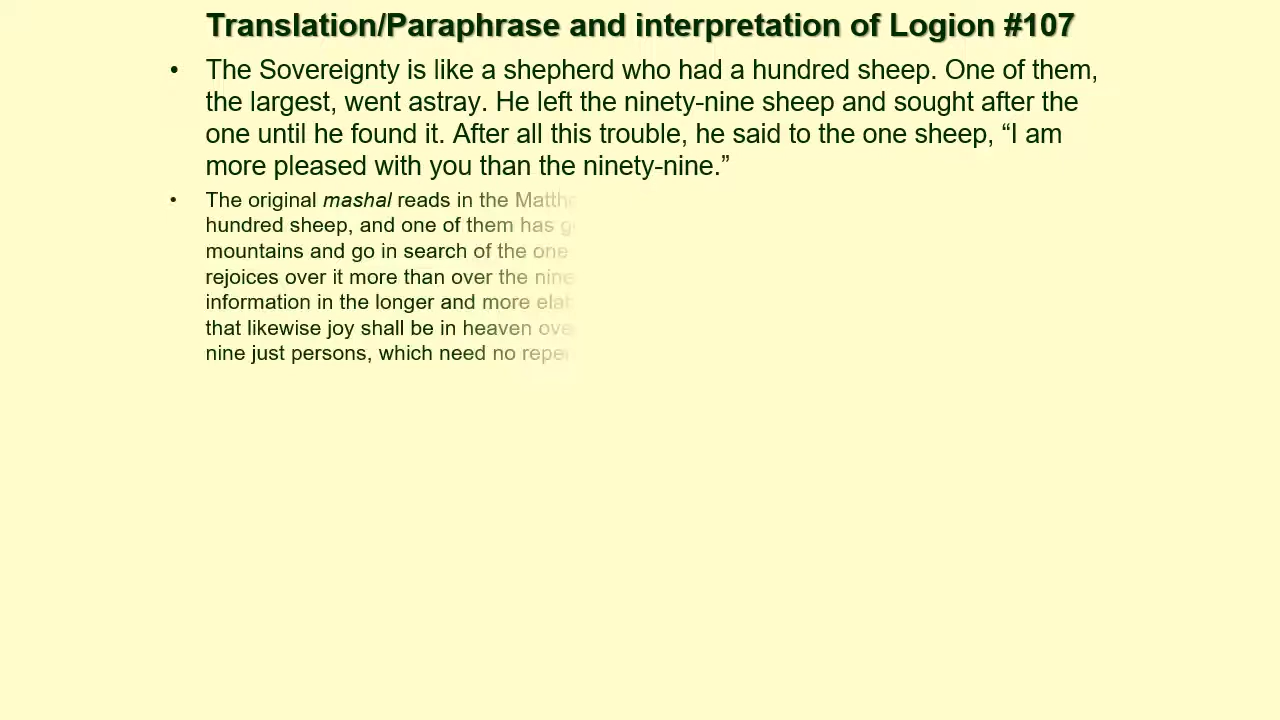 Translation/Paraphrase and interpretation of Logion #107
• The Sovereignty is like a shepherd who had a hundred sheep. One of them,
the largest, went astray. He left the ninety-nine sheep and sought after the
one until he found it. After all this trouble, he said to the one sheep, “I am
more pleased with you than the ninety-nine.”
• The original mashal reads in the
hundred sheep, and one of them has
mountains and go in search of the one
rejoices over it more than over the
information in the longer and more
that likewise joy shall be in heaven
nine just persons, which need no